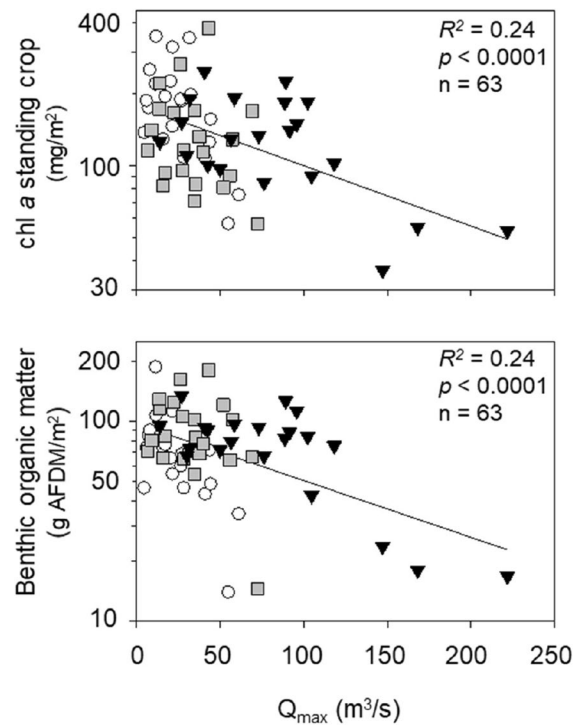 400
100
30
chl a standing crop
(mg/m²)
R² = 0.24
p < 0.0001
n = 63
200
100
50
10
Benthic organic matter
(g AFDM/m²)
R² = 0.24
p < 0.0001
n = 63
0 50 100 150 200 250
Qmax (m³/s)